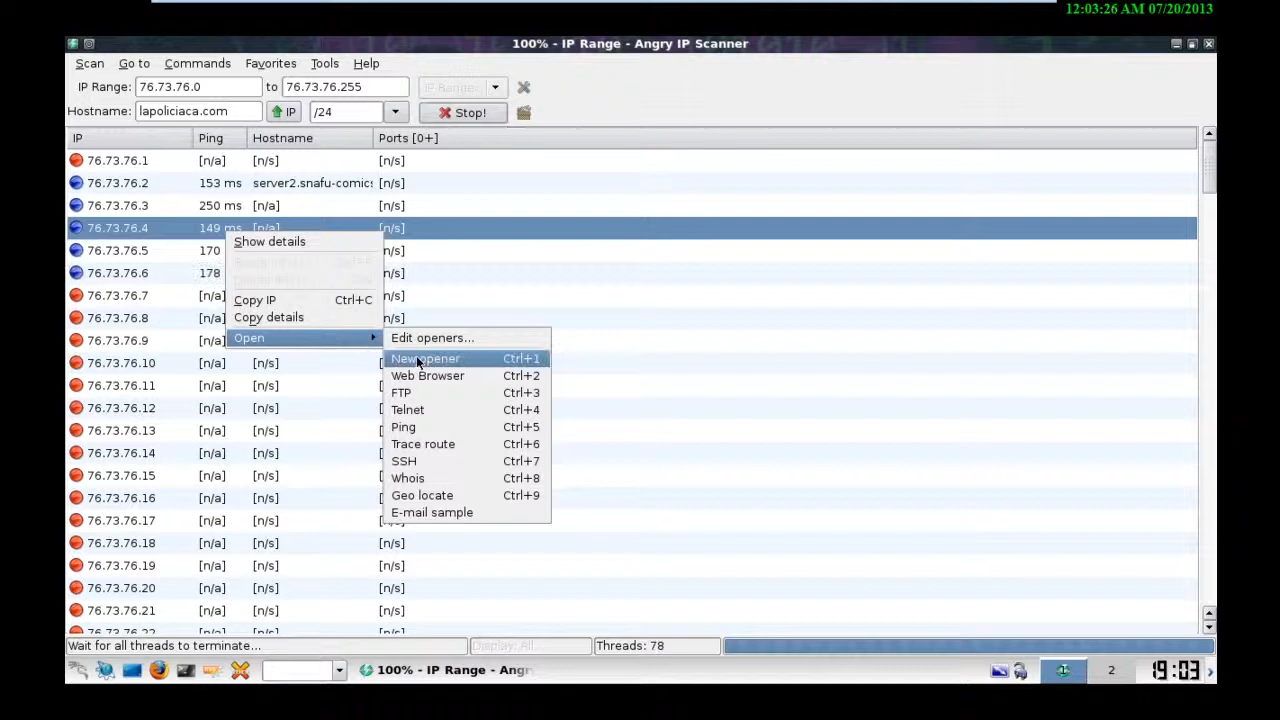 12:03:26 AM 07/20/2013
100% - IP Range - Angry IP Scanner
Scan Go to Commands Favorites Tools Help
IP Range: 76.73.76.0 to 76.73.76.255 IP Range
Hostname: lapoliciaca.com IP /24 Stop!
IP Ping Hostname Ports [0+]
76.73.76.1 [n/a] [n/s] [n/s]
76.73.76.2 153 ms server2.snafu-comics [n/s]
76.73.76.3 250 ms [n/a] [n/s]
76.73.76.4 149 ms [n/a] [n/s]
Show details
76.73.76.5 170 n/s]
76.73.76.6 178 n/s]
76.73.76.7 [n/a] n/s]
Copy IP Ctrl+C
76.73.76.8 [n/a] n/s]
Copy details
76.73.76.9 [n/a]
Open
Edit openers...
New opener Ctrl+1
76.73.76.10 [n/a] [n/s]
Web Browser Ctrl+2
76.73.76.11 [n/a] [n/s]
FTP Ctrl+3
76.73.76.12 [n/a] [n/s]
Telnet Ctrl+4
76.73.76.13 [n/a] [n/s]
Ping Ctrl+5
76.73.76.14 [n/a] [n/s]
Trace route Ctrl+6
76.73.76.15 [n/a] [n/s]
SSH Ctrl+7
76.73.76.16 [n/a] [n/s]
Whois Ctrl+8
Geo locate Ctrl+9
76.73.76.17 [n/a] [n/s]
E-mail sample
76.73.76.18 [n/a] [n/s] [n/s]
76.73.76.19 [n/a] [n/s] [n/s]
76.73.76.20 [n/a] [n/s] [n/s]
76.73.76.21 [n/a] [n/s] [n/s]
76.73.76.22 [n/a] [n/s] [n/s]
Wait for all threads to terminate... Display: All Threads: 78
100% - IP Range - Angr 2 19:03